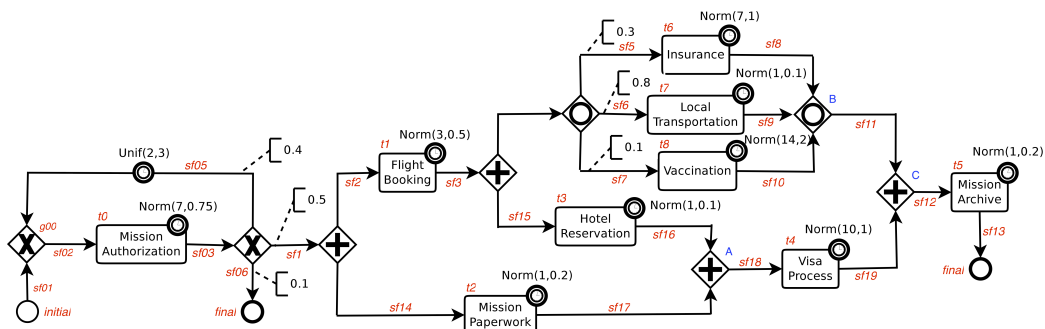 Norm(7,1)
t6
0.3
sf5
Insurance
sf8
Norm(1,0.1)
0.8
t7
sf6
Local
Transportation
sf9
B
sf11
Norm(14,2)
0.1
t8
sf7
Vaccination
sf10
Norm(3,0.5)
t1
sf2
Flight
Booking
sf3
Unif(2,3)
sf05
0.4
Norm(7,0.75)
t0
g00
sf02
Mission
Authorization
sf03
0.5
sf1
sf06
0.1
sf01
initial
final
sf15
t3
Norm(1,0.1)
Hotel
Reservation
sf16
A
sf14
Norm(1,0.2)
t2
Mission
Paperwork
sf17
sf18
Norm(10,1)
t4
Visa
Process
sf19
C
sf12
Norm(1,0.2)
t5
Mission
Archive
sf13
final